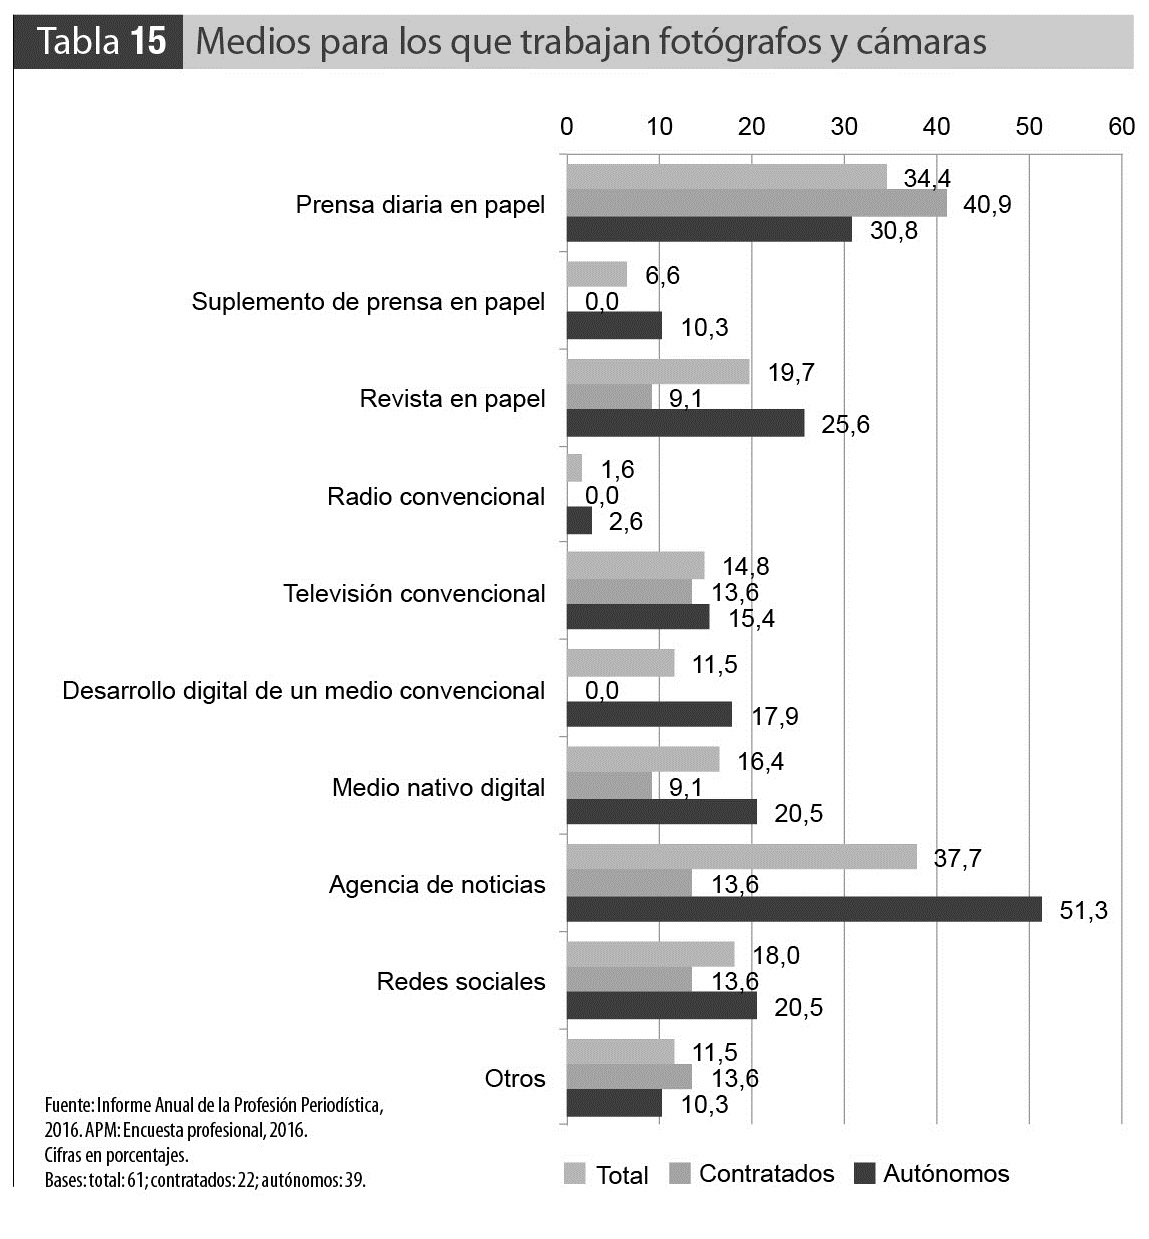 Tabla 15 Medios para los que trabajan fotógrafos y cámaras
0 10 20 30 40 50 60
34,4
Prensa diaria en papel 40,9
30,8
6,6
Suplemento de prensa en papel 0,0
10,3
19,7
Revista en papel 9,1
25,6
1,6
Radio convencional 0,0
2,6
14,8
Televisión convencional 13,6
15,4
11,5
Desarrollo digital de un medio convencional 0,0
17,9
16,4
Medio nativo digital 9,1
20,5
37,7
Agencia de noticias 13,6
51,3
18,0
Redes sociales 13,6
20,5
11,5
Otros 13,6
10,3
Fuente: Informe Anual de la Profesión Periodística,
2016. APM: Encuesta profesional, 2016.
Cifras en porcentajes.
Bases: total: 61; contratados: 22; autónomos: 39.
Total Contratados Autónomos